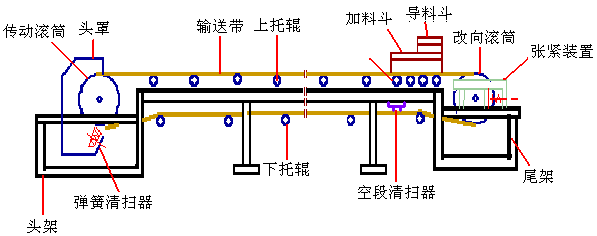 导料斗
加料斗
头罩
输送带
上托辊
传动滚筒
改向滚筒
张紧装置
下托辊
空段清扫器
尾架
弹簧清扫器
头架